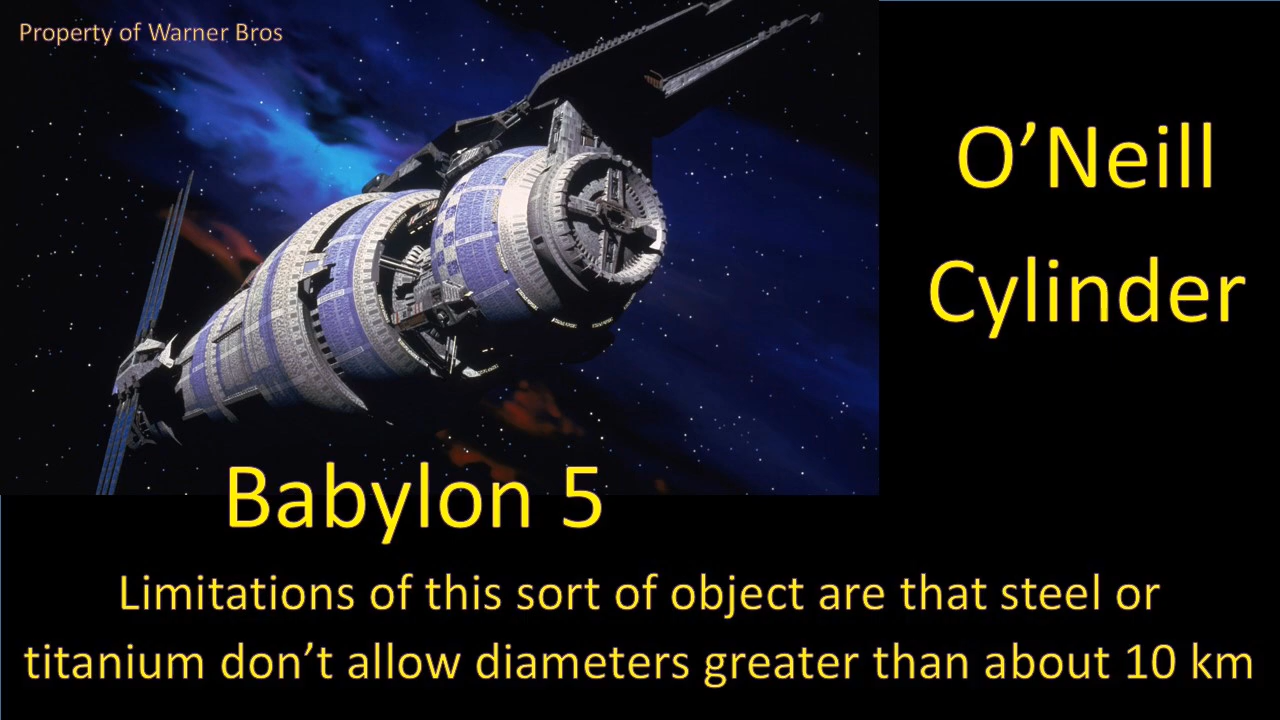 Property of Warner Bros
O’Neill
Cylinder
Babylon 5
Limitations of this sort of object are that steel or
titanium don’t allow diameters greater than about 10 km